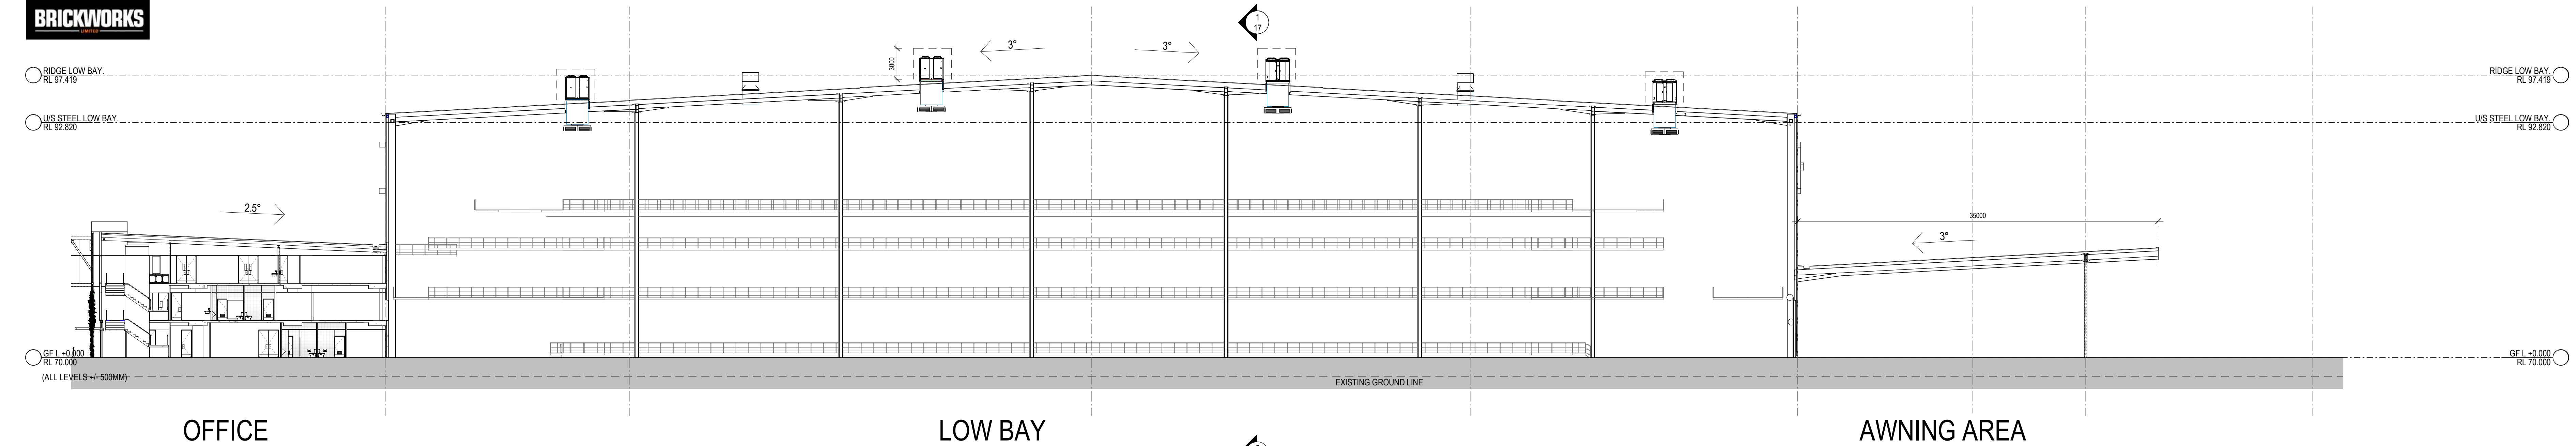 BRICKWORKS
LIMITED
1
17
3°
3°
3000
RIDGE LOW BAY.
RL 97.419
RIDGE LOW BAY.
RL 97.419
U/S STEEL LOW BAY.
RL 92.820
U/S STEEL LOW BAY.
RL 92.820
2.5°
35000
3°
GF L +0.000
RL 70.000
GF L +0.000
RL 70.000
(ALL LEVELS +/- 500MM)
EXISTING GROUND LINE
OFFICE
LOW BAY
AWNING AREA